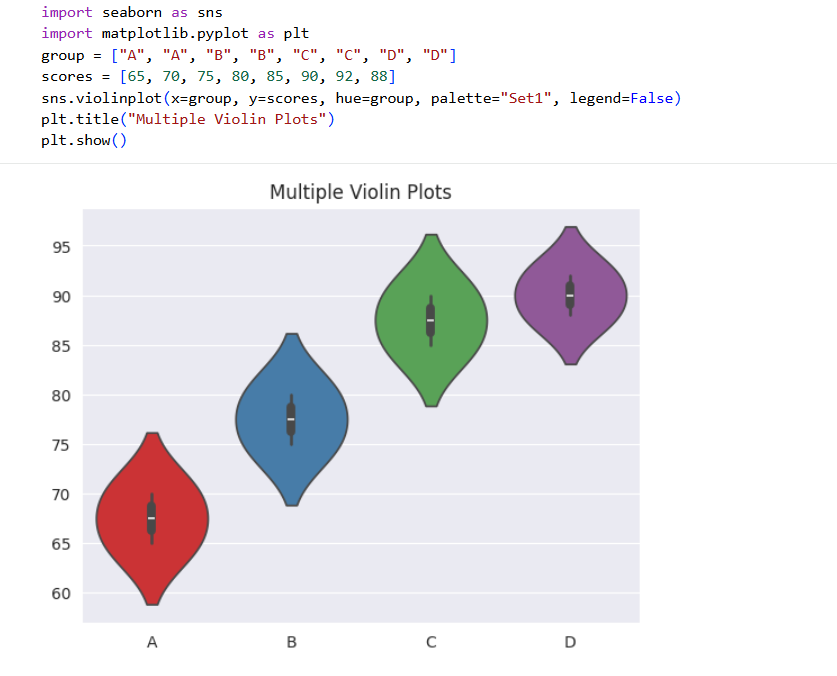 import seaborn as sns
import matplotlib.pyplot as plt
group = ["A", "A", "B", "B", "C", "C", "D", "D"]
scores = [65, 70, 75, 80, 85, 90, 92, 88]
sns.violinplot(x=group, y=scores, hue=group, palette="Set1", legend=False)
plt.title("Multiple Violin Plots")
plt.show()
Multiple Violin Plots
95
90
85
80
75
70
65
60
A B C D